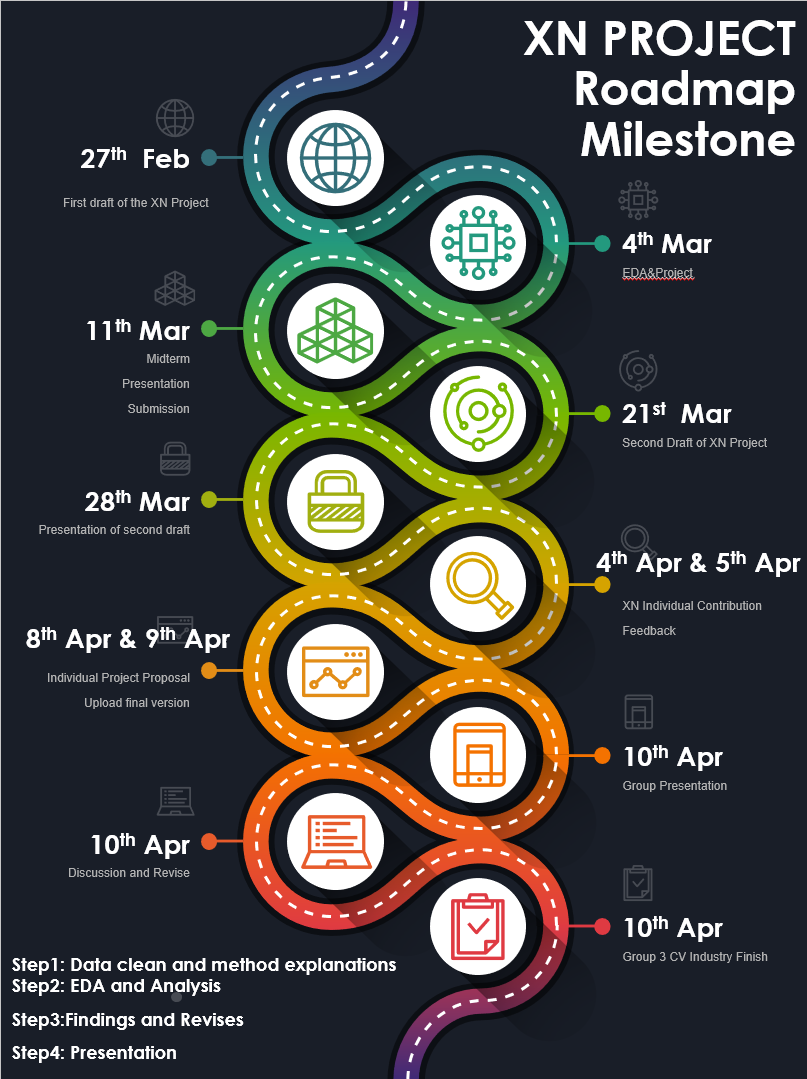 XN PROJECT
Roadmap
Milestone
27th Feb
First draft of the XN Project
4th Mar
EDA&Project
11th Mar
Midterm
Presentation
Submission
21st Mar
Second Draft of XN Project
28th Mar
Presentation of second draft
4th Apr & 5th Apr
XN Individual Contribution
Feedback
8th Apr & 9th Apr
Individual Project Proposal
Upload final version
10th Apr
Group Presentation
10th Apr
Discussion and Revise
10th Apr
Group 3 CV Industry Finish
Step1: Data clean and method explanations
Step2: EDA and Analysis
Step3:Findings and Revises
Step4: Presentation